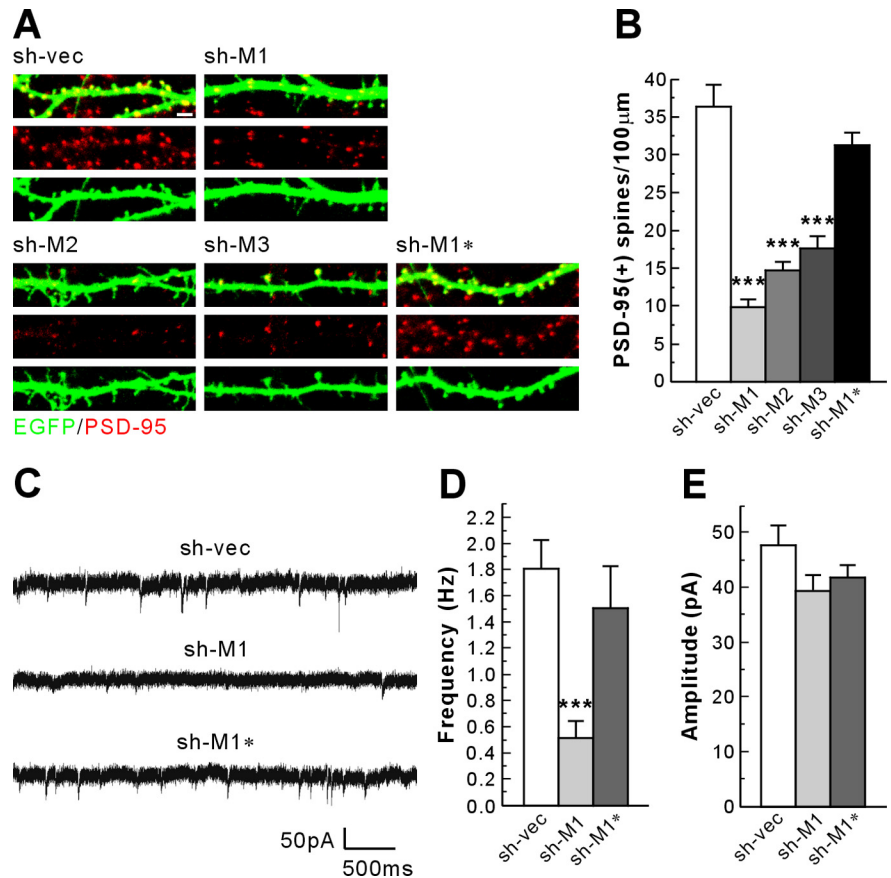 A
sh-vec
sh-M1
sh-M2
sh-M3
sh-M1*
EGFP/PSD-95
B
PSD-95(+) spines/100μm
40
35
30
25
20
15
10
5
0
***
***
***
sh-vec
sh-M1
sh-M2
sh-M3
sh-M1*
C
sh-vec
sh-M1
sh-M1*
50pA
500ms
D
Frequency (Hz)
2.2
2.0
1.8
1.6
1.4
1.2
1.0
0.8
0.6
0.4
0.2
0.0
***
sh-vec
sh-M1
sh-M1*
E
Amplitude (pA)
50
40
30
20
10
0
sh-vec
sh-M1
sh-M1*